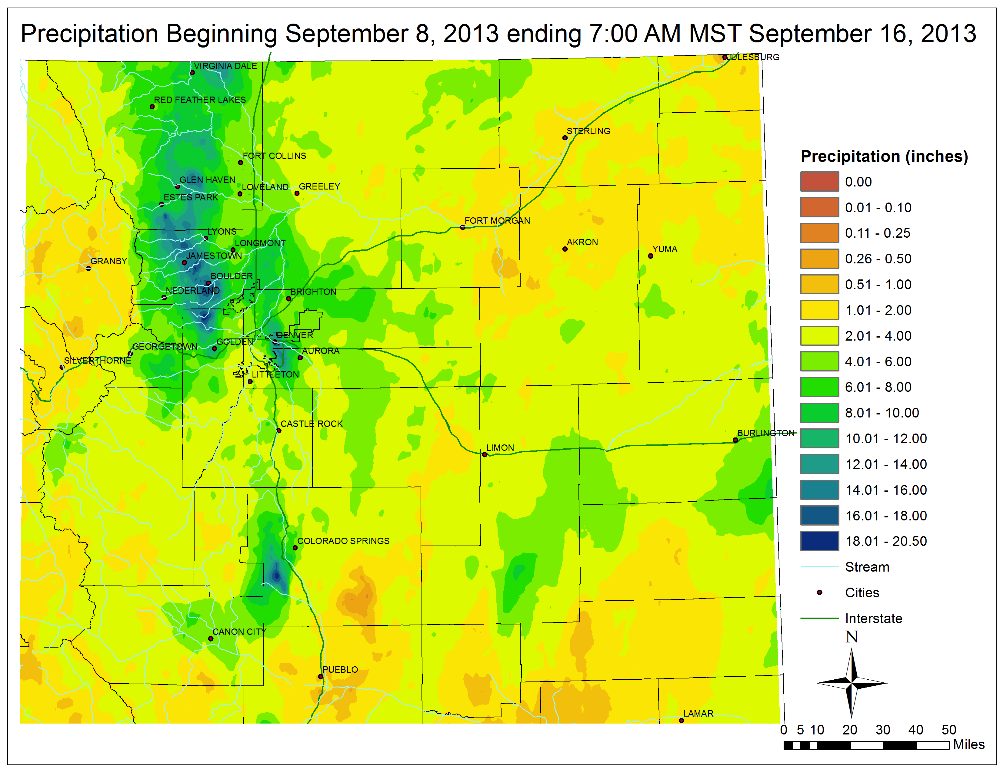 Precipitation Beginning September 8, 2013 ending 7:00 AM MST September 16, 2013
JULESBURG
VIRGINIA DALE
RED FEATHER LAKES
STERLING
FORT COLLINS
GLEN HAVEN
LOVELAND
GREELEY
ESTES PARK
FORT MORGAN
LYONS
LONGMONT
AKRON
YUMA
JAMESTOWN
GRANBY
BOULDER
NEDERLAND
BRIGHTON
DENVER
GOLDEN
GEORGETOWN
AURORA
SILVERTHORNE
LITTLETON
CASTLE ROCK
BURLINGTON
LIMON
COLORADO SPRINGS
CANON CITY
PUEBLO
LAMAR
Precipitation (inches)
0.00
0.01 - 0.10
0.11 - 0.25
0.26 - 0.50
0.51 - 1.00
1.01 - 2.00
2.01 - 4.00
4.01 - 6.00
6.01 - 8.00
8.01 - 10.00
10.01 - 12.00
12.01 - 14.00
14.01 - 16.00
16.01 - 18.00
18.01 - 20.50
Stream
Cities
Interstate
N
0 5 10 20 30 40 50
Miles